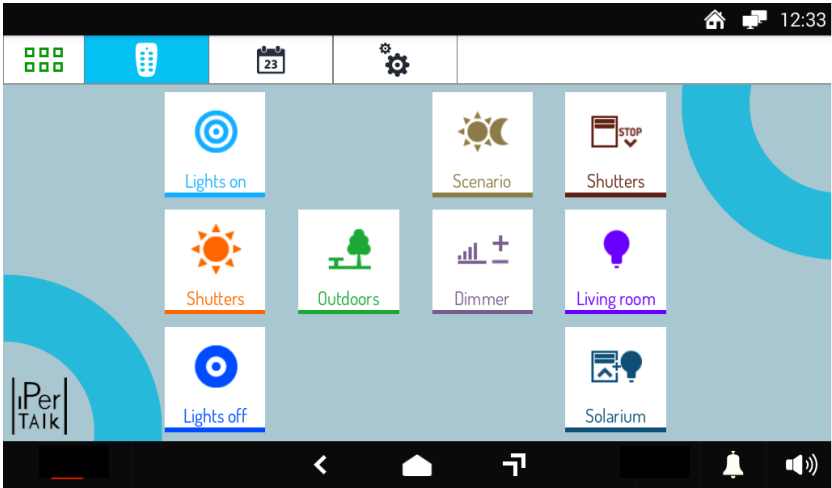 12:33
23
Lights on
Scenario
STOP
Shutters
Shutters
Outdoors
Dimmer
Living room
Lights off
Solarium
iPer
TAlk